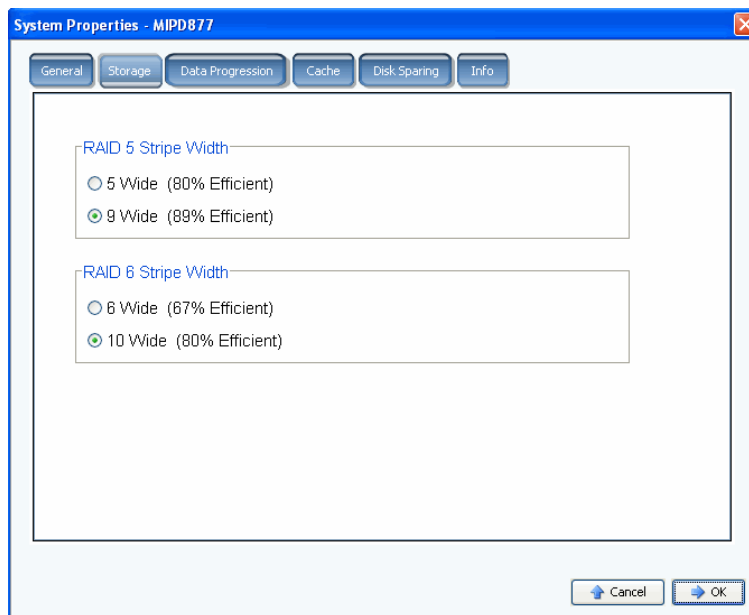 System Properties - MIPD877
General Storage Data Progression Cache Disk Sparing Info
RAID 5 Stripe Width
5 Wide (80% Efficient)
9 Wide (89% Efficient)
RAID 6 Stripe Width
6 Wide (67% Efficient)
10 Wide (80% Efficient)
Cancel OK